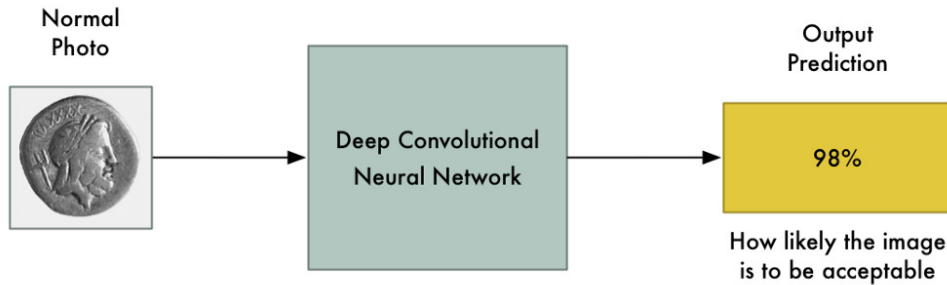 Normal
Photo
Deep Convolutional
Neural Network
Output
Prediction
98%
How likely the image
is to be acceptable